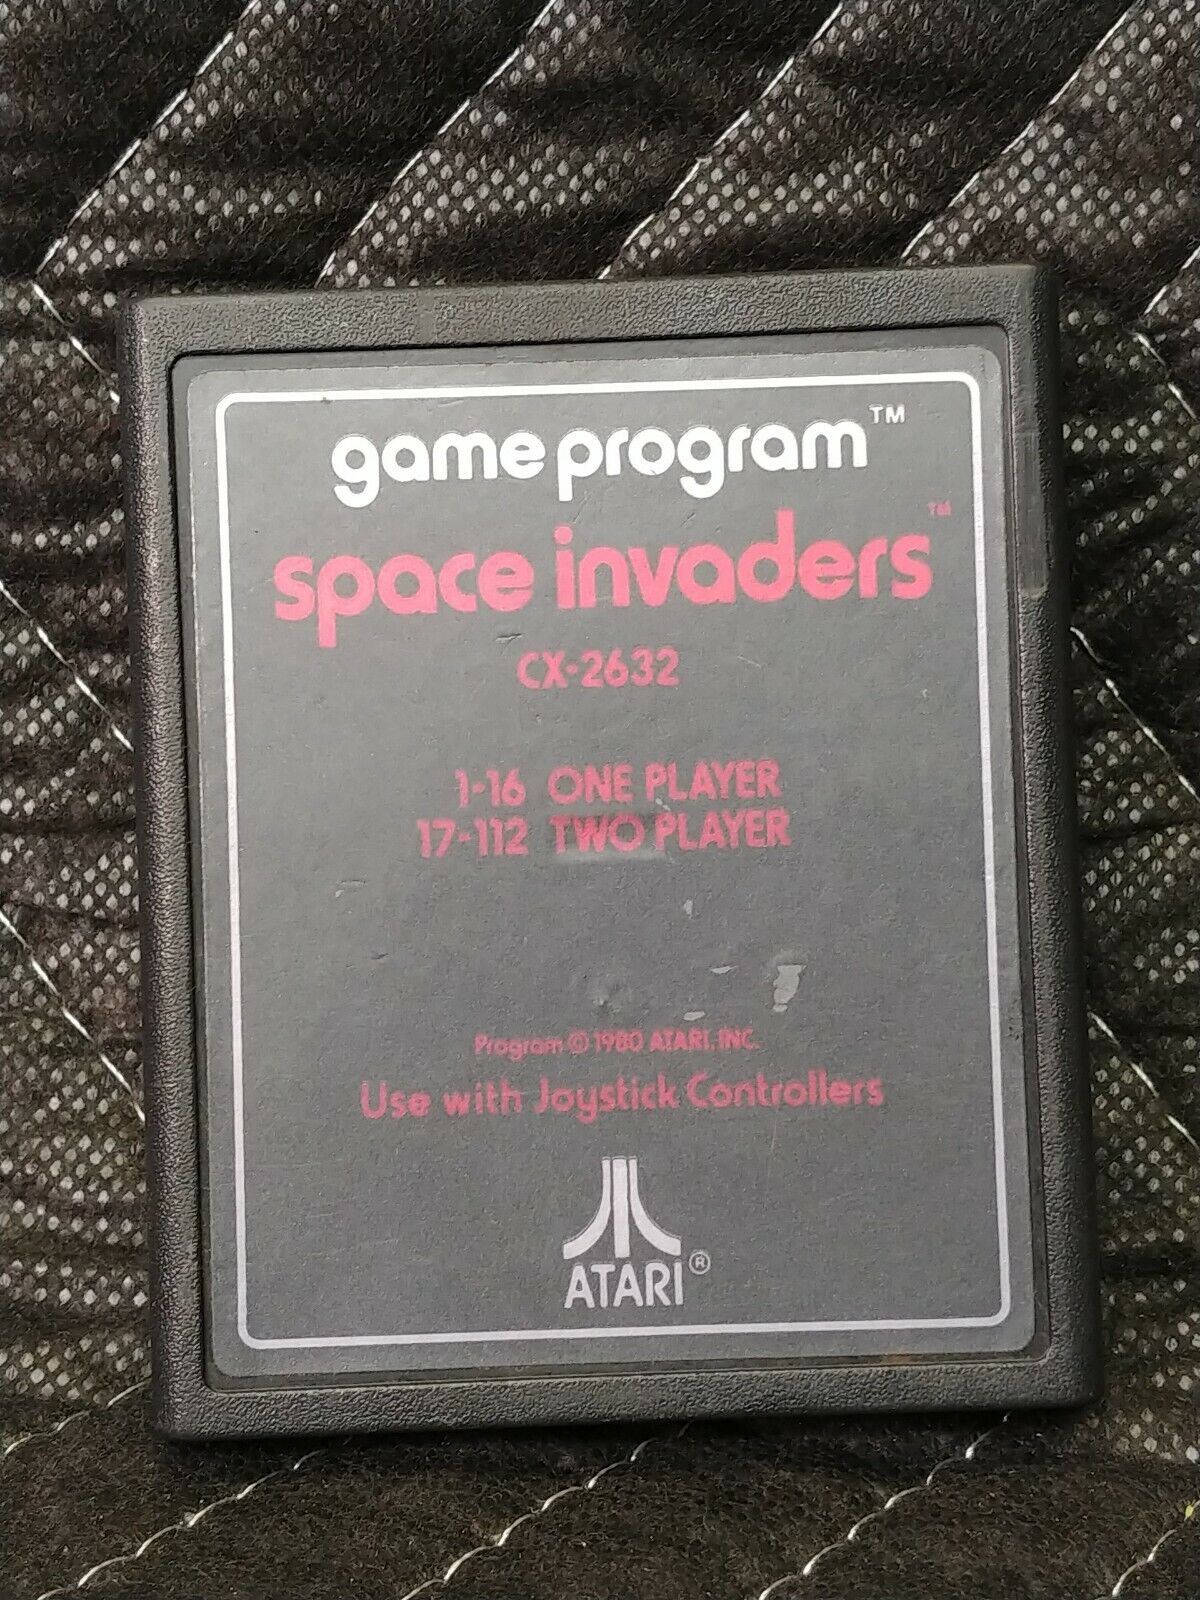 game program™
space invaders™
CX-2632
1-16 ONE PLAYER
17-112 TWO PLAYER
Program © 1980 ATARI, INC.
Use with Joystick Controllers
ATARI®